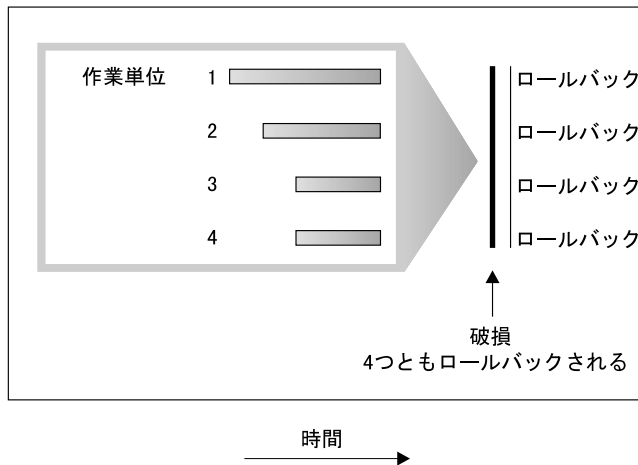 作業単位 1 ロールバック
2 ロールバック
3 ロールバック
4 ロールバック
破損
4つともロールバックされる
時間